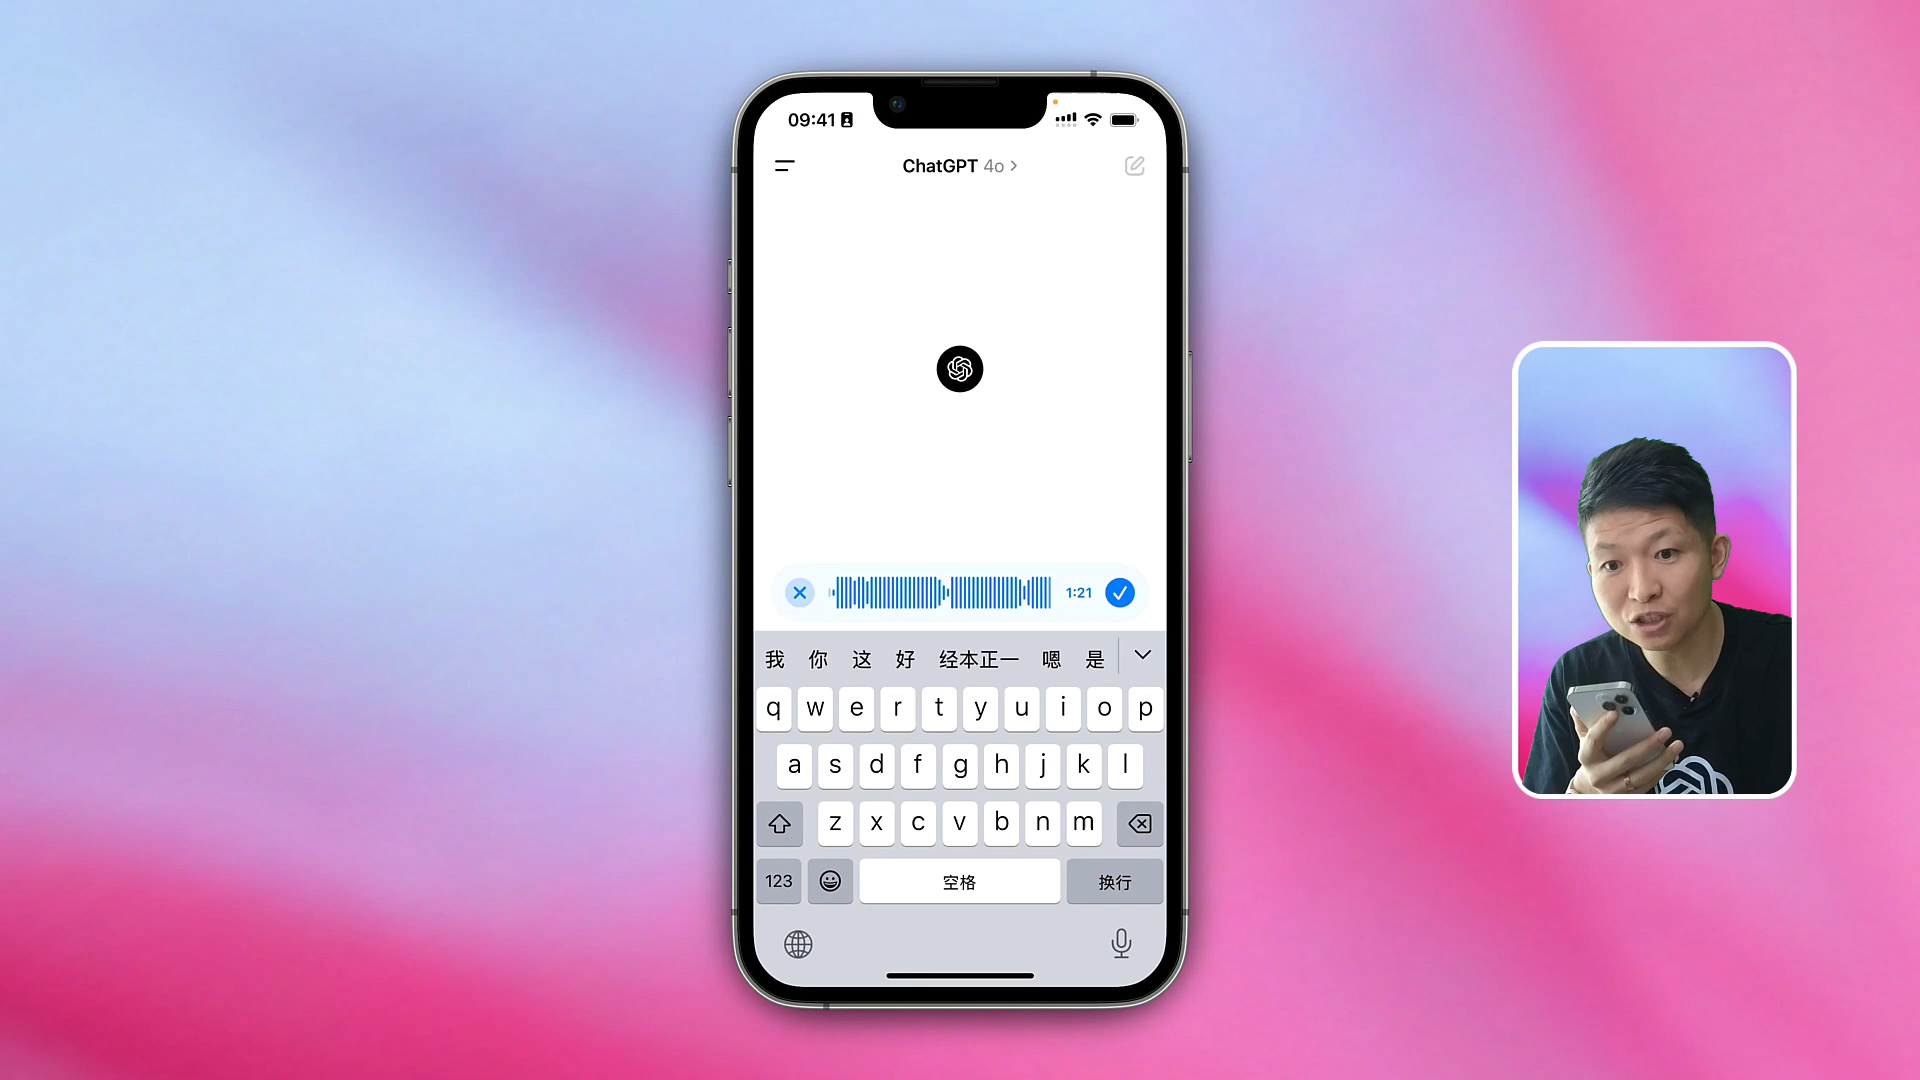 09:41
ChatGPT 4o >
1:21
我 你 这 好 经本正一 嗯 是
q w e r t y u i o p
a s d f g h j k l
z x c v b n m
123 空格 换行